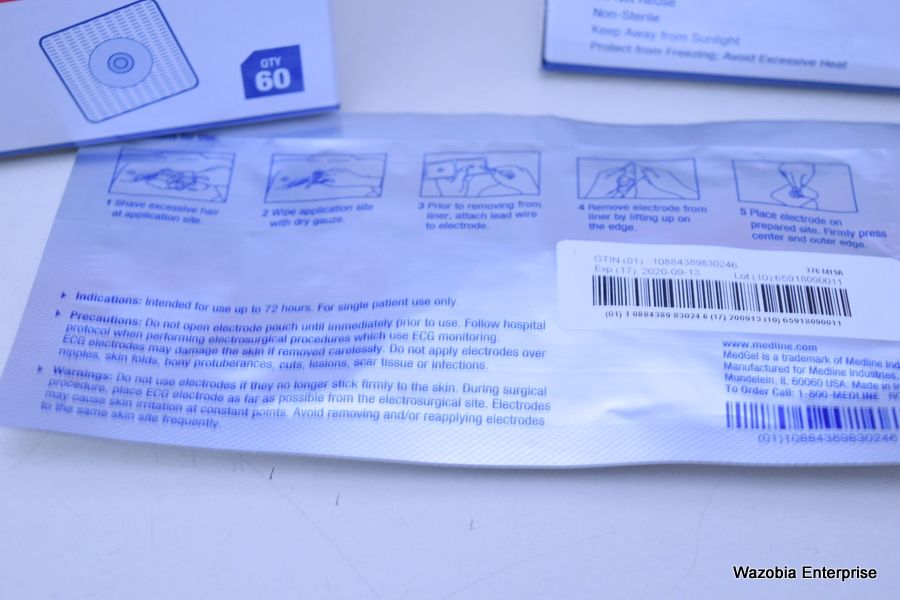 QTY
60
Non-Sterile
Keep Away from Sunlight
Protect from Freezing; Avoid Excessive Heat
1 Shave excessive hair
at application site.
2 Wipe application site
with dry gauze.
3 Prior to removing from
liner, attach lead wire
to electrode.
4 Remove electrode from
liner by lifting up on
the edge.
5 Place electrode on
prepared site. Firmly press
center and outer edge.
GTIN (01) : 10884389830246
Exp (17): 2020-09-13
Lot (10) 65918090011
(01) 1 0884389 83024 6 (17) 200913 (10) 65918090011
Indications: Intended for use up to 72 hours. For single patient use only.
Precautions: Do not open electrode pouch until immediately prior to use. Follow hospital
protocol when performing electrosurgical procedures which use ECG monitoring.
ECG electrodes may damage the skin if removed carelessly. Do not apply electrodes over
nipples, skin folds, bony protuberances, cuts, lesions, scar tissue or infections.
Warnings: Do not use electrodes if they no longer stick firmly to the skin. During surgical
procedure, place ECG electrode as far as possible from the electrosurgical site. Electrodes
may cause skin irritation at constant points. Avoid removing and/or reapplying electrodes
to the same skin site frequently.
www.medline.com
MedGel is a trademark of Medline Ind
Manufactured for Medline Industries,
Mundelein, IL 60060 USA. Made in
To Order Call: 1-800-MEDLINE
(01)10884389830246
Wazobia Enterprise